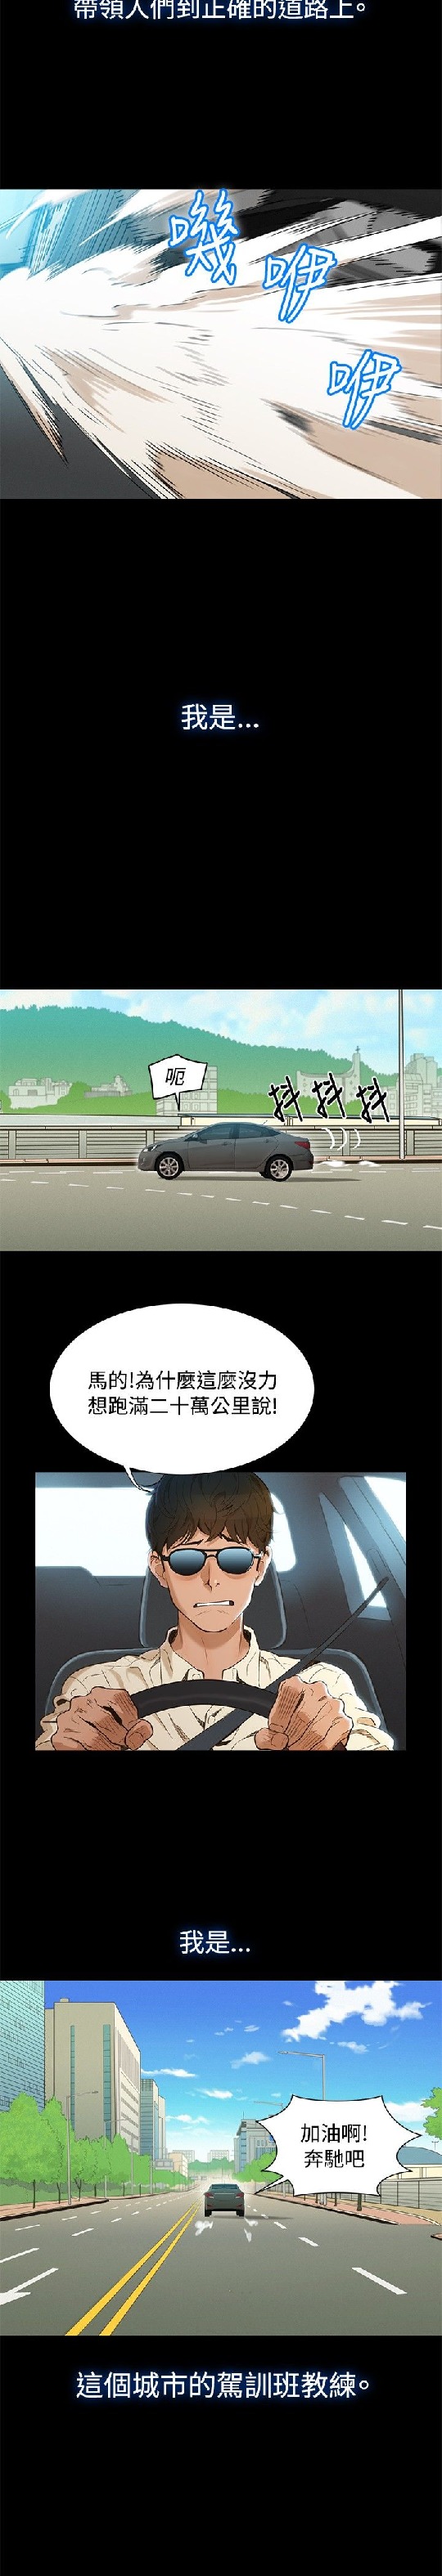 帶領人們到正確的道路上。
嘰
咿
咿
我是...
呃
抖 抖 抖
馬的!為什麼這麼沒力
想跑滿二十萬公里說!
我是...
加油啊!
奔馳吧
這個城市的駕訓班教練。